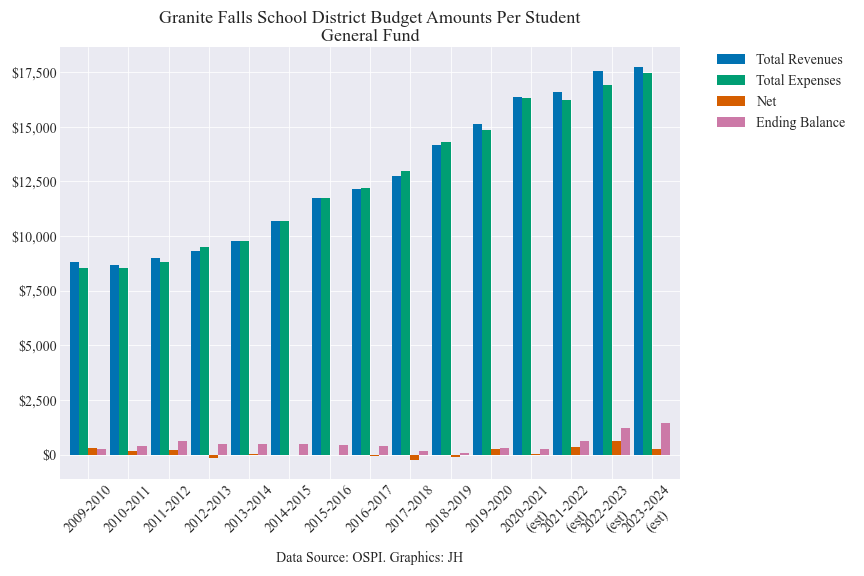 Granite Falls School District Budget Amounts Per Student
General Fund
Total Revenues
Total Expenses
Net
Ending Balance
$17,500
$15,000
$12,500
$10,000
$7,500
$5,000
$2,500
$0
2009-2010
2010-2011
2011-2012
2012-2013
2013-2014
2014-2015
2015-2016
2016-2017
2017-2018
2018-2019
2019-2020
2020-2021
(est)
2021-2022
(est)
2022-2023
(est)
2023-2024
(est)
Data Source: OSPI. Graphics: JH